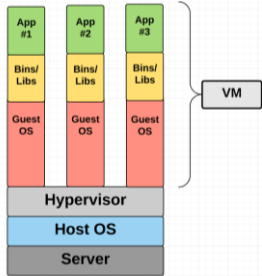 App
#1
App
#2
App
#3
Bins/
Libs
Bins/
Libs
Bins/
Libs
VM
Guest
OS
Guest
OS
Guest
OS
Hypervisor
Host OS
Server